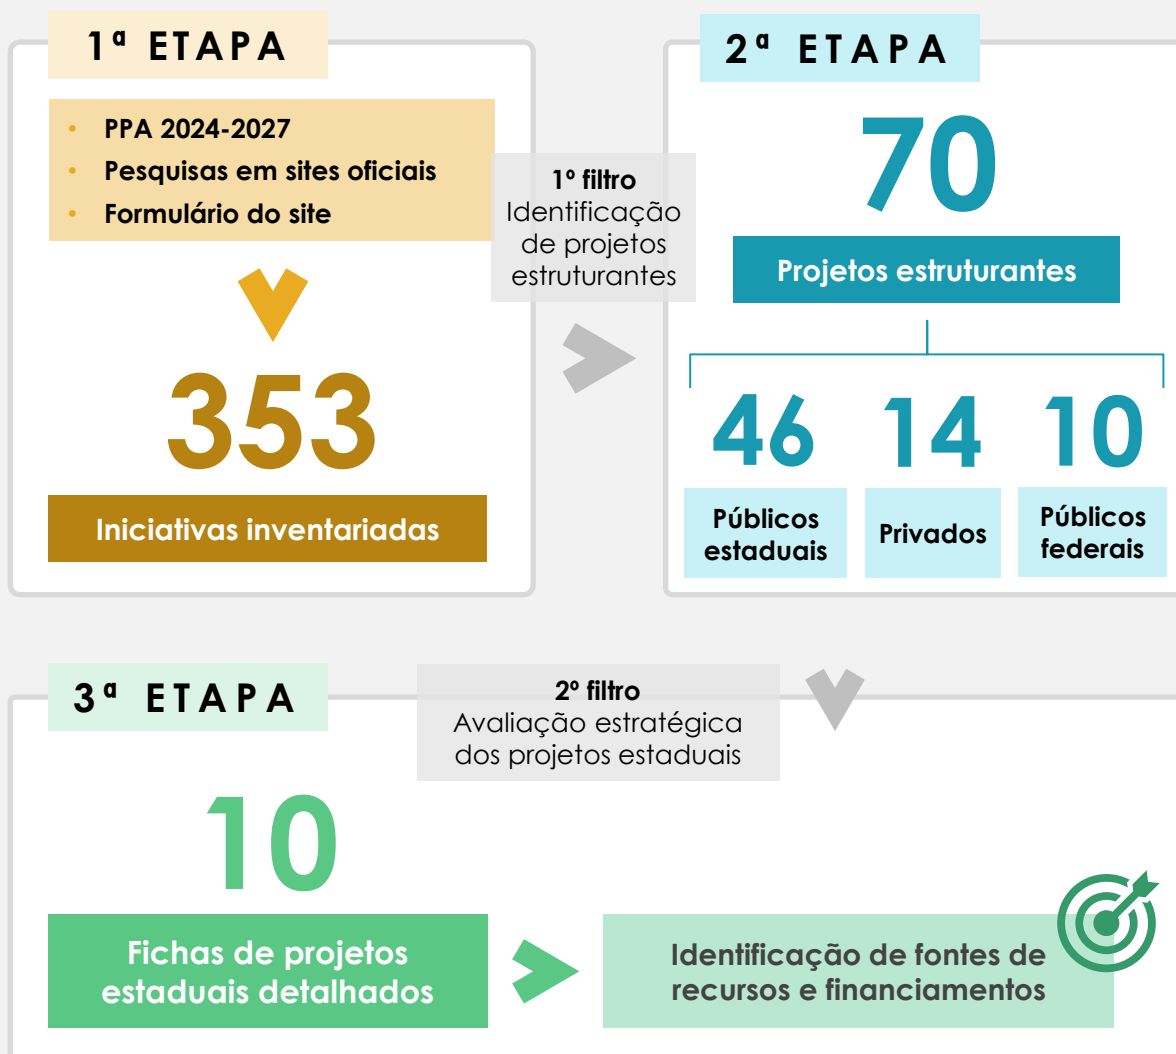 1ª ETAPA
• PPA 2024-2027
• Pesquisas em sites oficiais
• Formulário do site
353
Iniciativas inventariadas
1º filtro
Identificação
de projetos
estruturantes
2ª ETAPA
70
Projetos estruturantes
46
Públicos
estaduais
14
Privados
10
Públicos
federais
2º filtro
Avaliação estratégica
dos projetos estaduais
3ª ETAPA
10
Fichas de projetos
estaduais detalhados
Identificação de fontes de
recursos e financiamentos